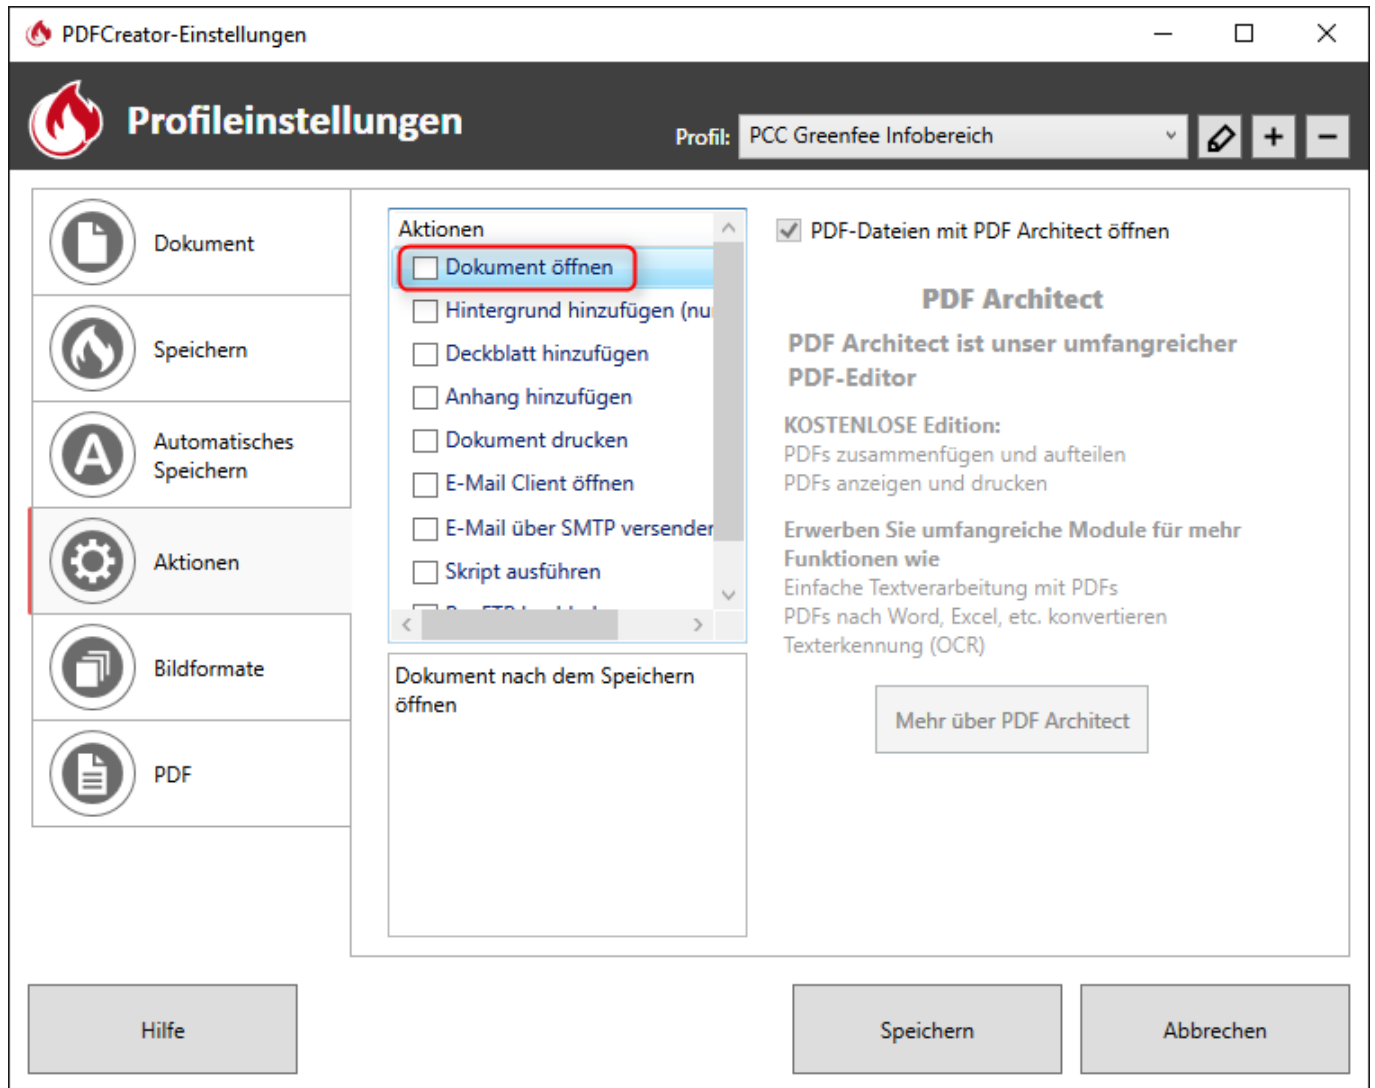 PDFCreator-Einstellungen
Profileinstellungen
Profil:
PCC Greenfee Infobereich
Dokument
Speichern
Automatisches
Speichern
Aktionen
Bildformate
PDF
Aktionen
Dokument öffnen
Hintergrund hinzufügen (nu
Deckblatt hinzufügen
Anhang hinzufügen
Dokument drucken
E-Mail Client öffnen
E-Mail über SMTP versenden
Skript ausführen
Dokument nach dem Speichern
öffnen
PDF-Dateien mit PDF Architect öffnen
PDF Architect
PDF Architect ist unser umfangreicher
PDF-Editor
KOSTENLOSE Edition:
PDFs zusammenfügen und aufteilen
PDFs anzeigen und drucken
Erwerben Sie umfangreiche Module für mehr
Funktionen wie
Einfache Textverarbeitung mit PDFs
PDFs nach Word, Excel, etc. konvertieren
Texterkennung (OCR)
Mehr über PDF Architect
Hilfe
Speichern
Abbrechen